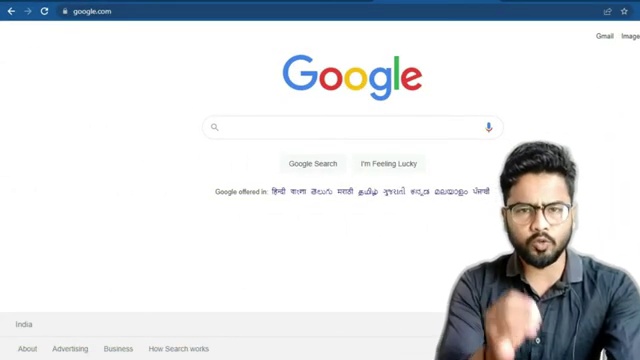 google.com
Gmail
Image
Google
Google Search
I'm Feeling Lucky
Google offered in: हिन्दी বাংলা తెలుగు मराठी தமிழ் ગુજરાતી ಕನ್ನಡ മലയാളം ਪੰਜਾਬੀ
India
About
Advertising
Business
How Search works